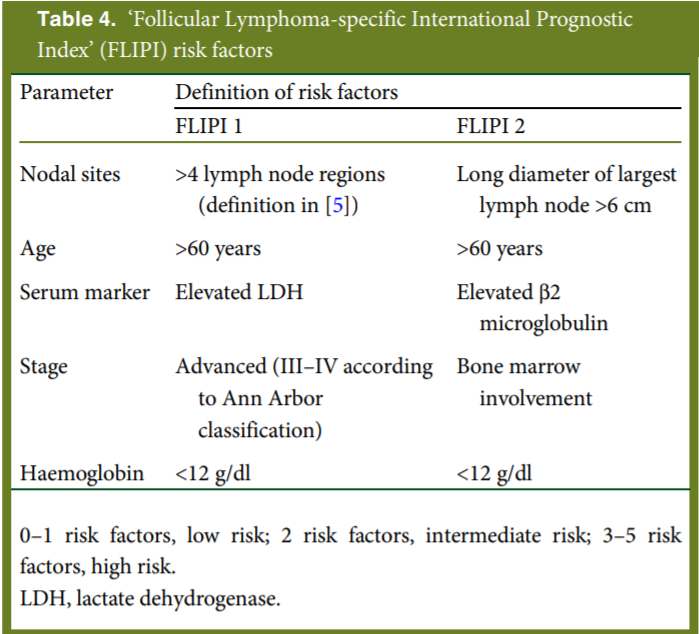 Table 4. ‘Follicular Lymphoma-specific International Prognostic
Index’ (FLIPI) risk factors
Parameter Definition of risk factors
FLIPI 1 FLIPI 2
Nodal sites >4 lymph node regions Long diameter of largest
(definition in [5]) lymph node >6 cm
Age >60 years >60 years
Serum marker Elevated LDH Elevated β2
microglobulin
Stage Advanced (III–IV according Bone marrow
to Ann Arbor involvement
classification)
Haemoglobin <12 g/dl <12 g/dl
0–1 risk factors, low risk; 2 risk factors, intermediate risk; 3–5 risk
factors, high risk.
LDH, lactate dehydrogenase.